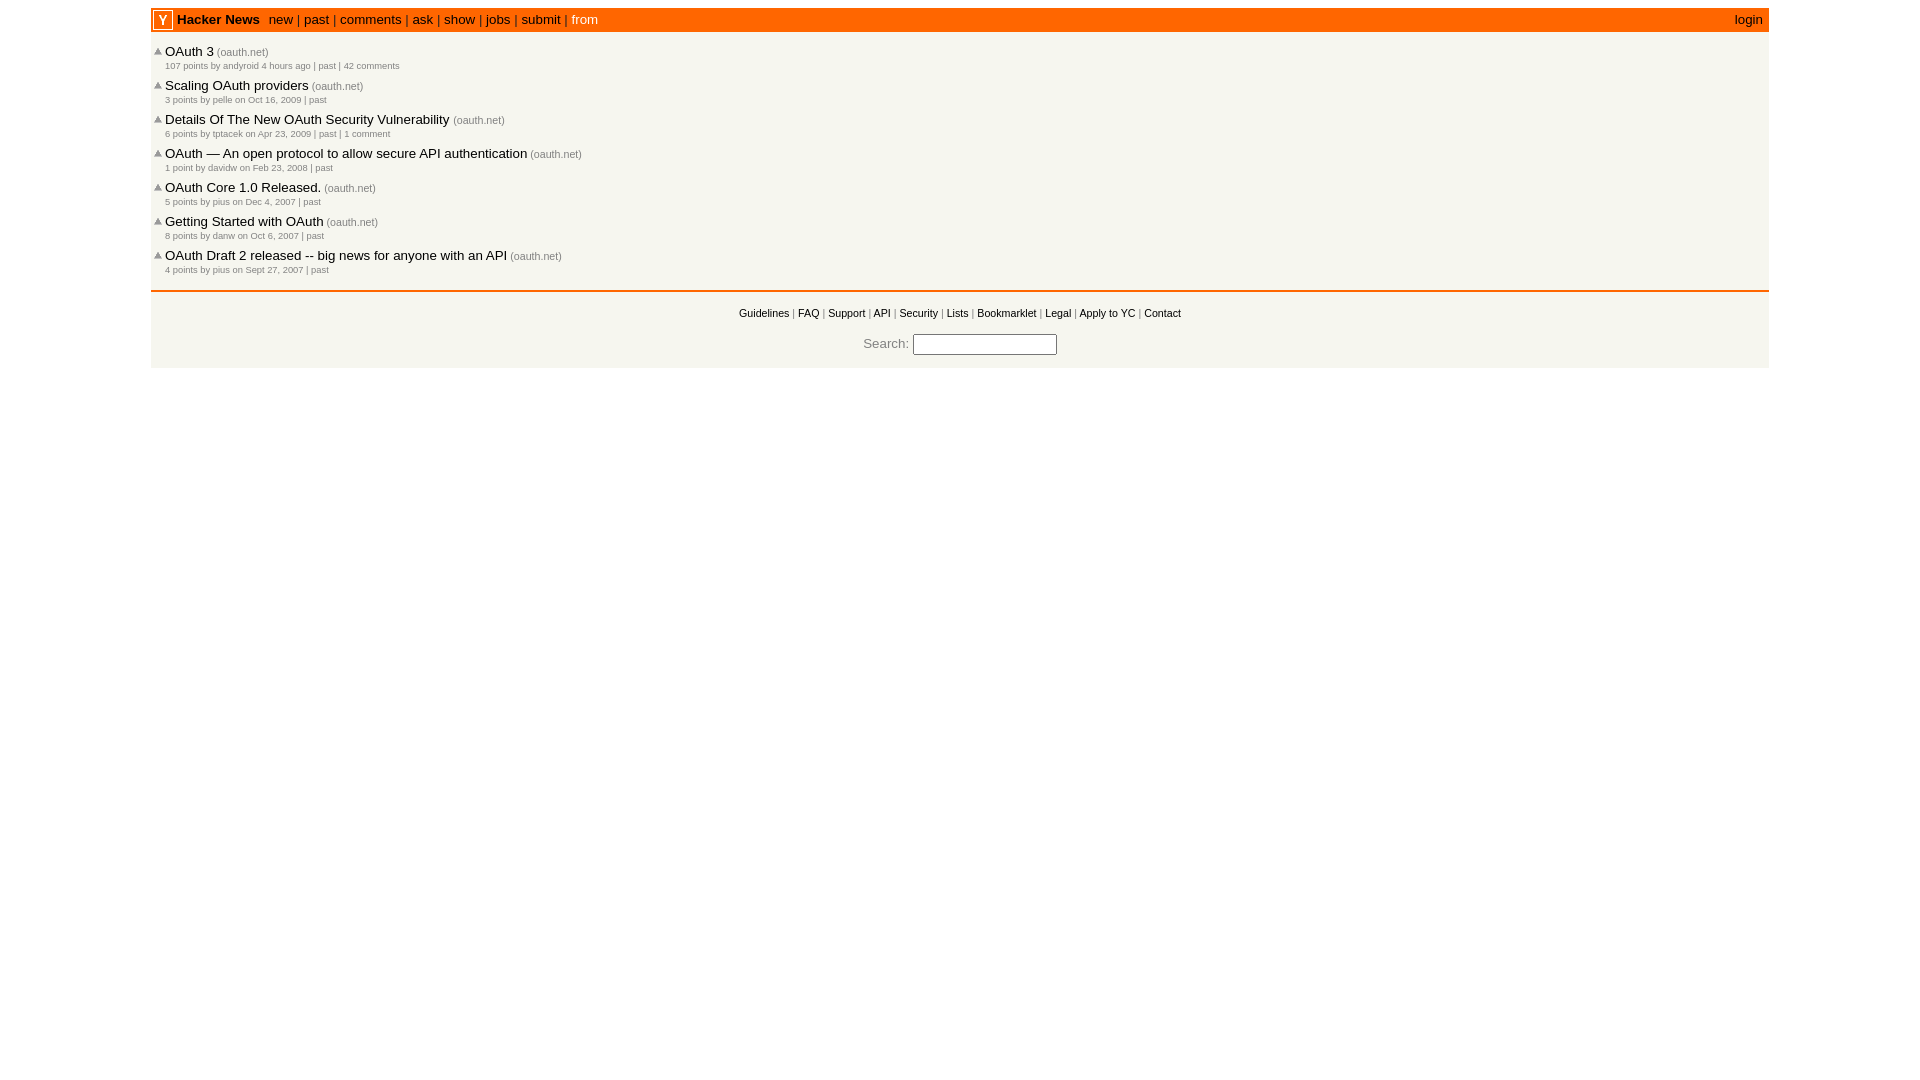 Y Hacker News new | past | comments | ask | show | jobs | submit | from login
OAuth 3 (oauth.net)
107 points by andyroid 4 hours ago | past | 42 comments
Scaling OAuth providers (oauth.net)
3 points by pelle on Oct 16, 2009 | past
Details Of The New OAuth Security Vulnerability (oauth.net)
6 points by tptacek on Apr 23, 2009 | past | 1 comment
OAuth — An open protocol to allow secure API authentication (oauth.net)
1 point by davidw on Feb 23, 2008 | past
OAuth Core 1.0 Released. (oauth.net)
5 points by pius on Dec 4, 2007 | past
Getting Started with OAuth (oauth.net)
8 points by danw on Oct 6, 2007 | past
OAuth Draft 2 released -- big news for anyone with an API (oauth.net)
4 points by pius on Sept 27, 2007 | past
Guidelines | FAQ | Support | API | Security | Lists | Bookmarklet | Legal | Apply to YC | Contact
Search: